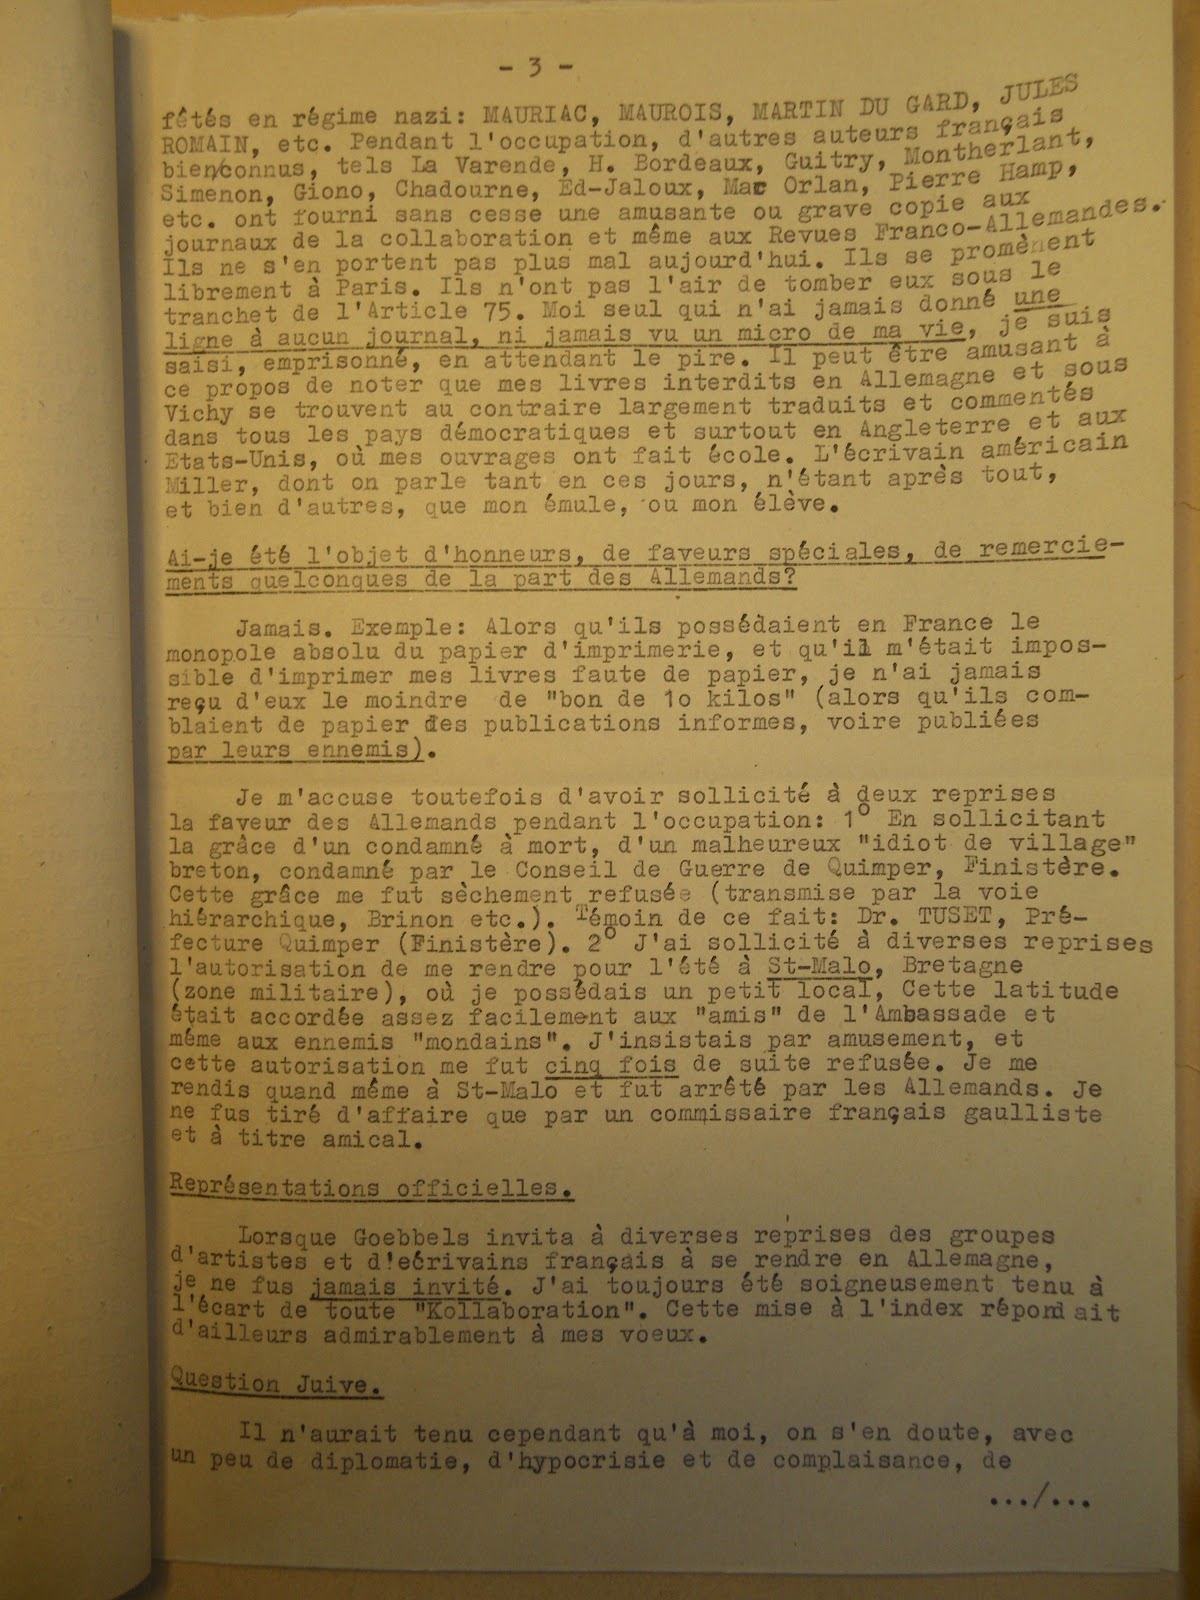 - 3 -
fêtés en régime nazi: MAURIAC, MAUROIS, MARTIN DU GARD, JULES
ROMAIN, etc. Pendant l'occupation, d'autres auteurs français
bien/connus, tels La Varende, H. Bordeaux, Guitry, Montherlant,
Simenon, Giono, Chadourne, Ed-Jaloux, Mac Orlan, Pierre Hamp,
etc. ont fourni sans cesse une amusante ou grave copie aux
journaux de la collaboration et même aux Revues Franco-Allemandes.
Ils ne s'en portent pas plus mal aujourd'hui. Ils se promènent
librement à Paris. Ils n'ont pas l'air de tomber eux sous le
tranchet de l'Article 75. Moi seul qui n'ai jamais donné une
ligne à aucun journal, ni jamais vu un micro de ma vie, je suis
saisi, emprisonné, en attendant le pire. Il peut être amusant à
ce propos de noter que mes livres interdits en Allemagne et sous
Vichy se trouvent au contraire largement traduits et commentés
dans tous les pays démocratiques et surtout en Angleterre et aux
Etats-Unis, où mes ouvrages ont fait école. L'écrivain américain
Miller, dont on parle tant en ces jours, n'étant après tout,
et bien d'autres, que mon émule, ou mon élève.
Ai-je été l'objet d'honneurs, de faveurs spéciales, de remercie-
ments quelconques de la part des Allemands?
Jamais. Exemple: Alors qu'ils possédaient en France le
monopole absolu du papier d'imprimerie, et qu'il m'était impos-
sible d'imprimer mes livres faute de papier, je n'ai jamais
reçu d'eux le moindre de "bon de 1o kilos" (alors qu'ils com-
blaient de papier des publications informes, voire publiées
par leurs ennemis).
Je m'accuse toutefois d'avoir sollicité à deux reprises
la faveur des Allemands pendant l'occupation: 1° En sollicitant
la grâce d'un condamné à mort, d'un malheureux "idiot de village"
breton, condamné par le Conseil de Guerre de Quimper, Finistère.
Cette grâce me fut sèchement refusée (transmise par la voie
hiérarchique, Brinon etc.). Témoin de ce fait: Dr. TUSET, Pré-
fecture Quimper (Finistère). 2° J'ai sollicité à diverses reprises
l'autorisation de me rendre pour l'été à St-Malo, Bretagne
(zone militaire), où je possédais un petit local, Cette latitude
était accordée assez facilement aux "amis" de l'Ambassade et
même aux ennemis "mondains". J'insistais par amusement, et
cette autorisation me fut cinq fois de suite refusée. Je me
rendis quand même à St-Malo et fut arrêté par les Allemands. Je
ne fus tiré d'affaire que par un commissaire français gaulliste
et à titre amical.
Représentations officielles.
Lorsque Goebbels invita à diverses reprises des groupes
d'artistes et d'ecrivains français à se rendre en Allemagne,
je ne fus jamais invité. J'ai toujours été soigneusement tenu à
l'écart de toute "Kollaboration". Cette mise à l'index répondait
d'ailleurs admirablement à mes voeux.
Question Juive.
Il n'aurait tenu cependant qu'à moi, on s'en doute, avec
un peu de diplomatie, d'hypocrisie et de complaisance, de
.../...